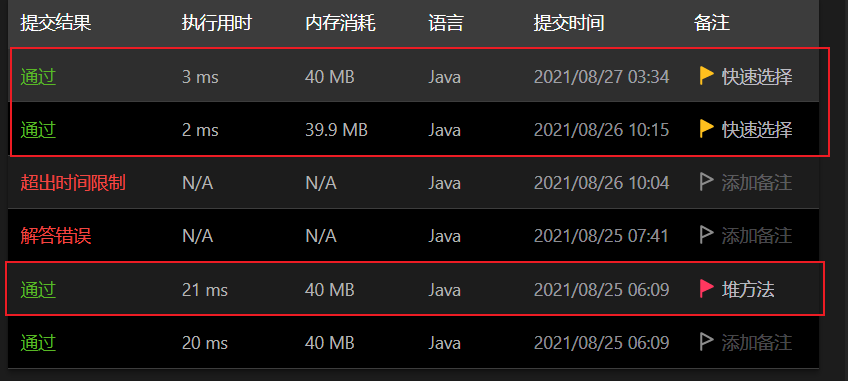 提交结果 执行用时 内存消耗 语言 提交时间 备注
通过 3 ms 40 MB Java 2021/08/27 03:34 快速选择
通过 2 ms 39.9 MB Java 2021/08/26 10:15 快速选择
超出时间限制 N/A N/A Java 2021/08/26 10:04 添加备注
解答错误 N/A N/A Java 2021/08/25 07:41 添加备注
通过 21 ms 40 MB Java 2021/08/25 06:09 堆方法
通过 20 ms 40 MB Java 2021/08/25 06:09 添加备注